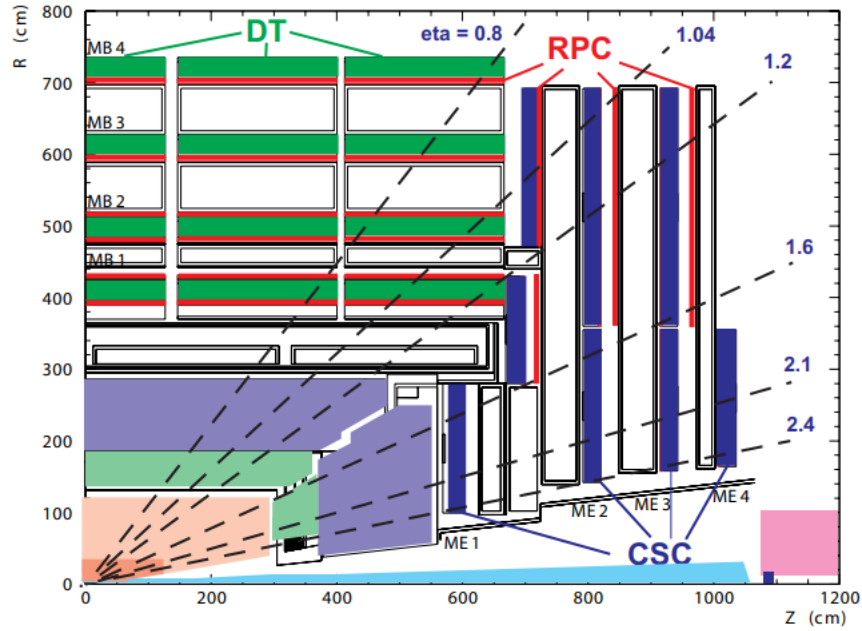 R (cm)
800
700
600
500
400
300
200
100
0
MB 4
MB 3
MB 2
MB 1
DT
eta = 0.8
RPC
1.04
1.2
1.6
2.1
2.4
ME 1
ME 2
ME 3
ME 4
CSC
0
200
400
600
800
1000
1200
Z (cm)